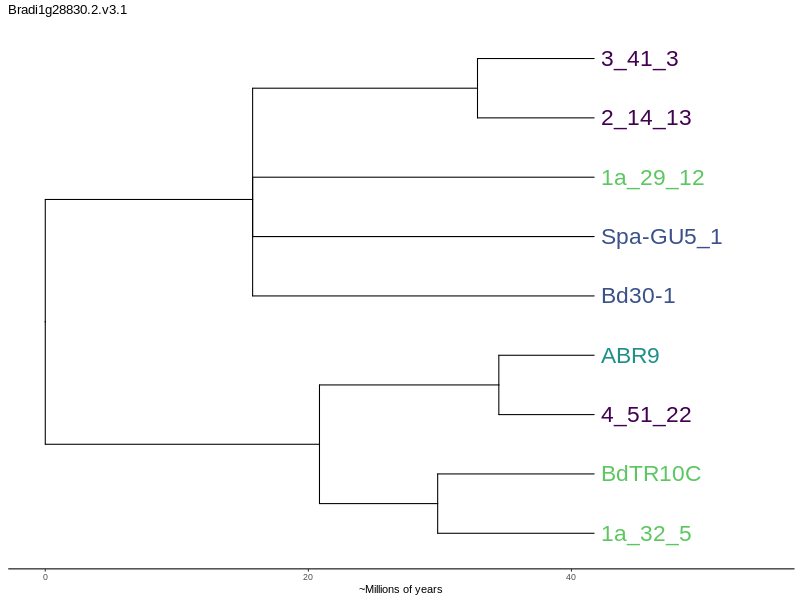 Bradi1g28830.2.v3.1
3_41_3
2_14_13
1a_29_12
Spa-GU5_1
Bd30-1
ABR9
4_51_22
BdTR10C
1a_32_5
0 20 40
~Millions of years